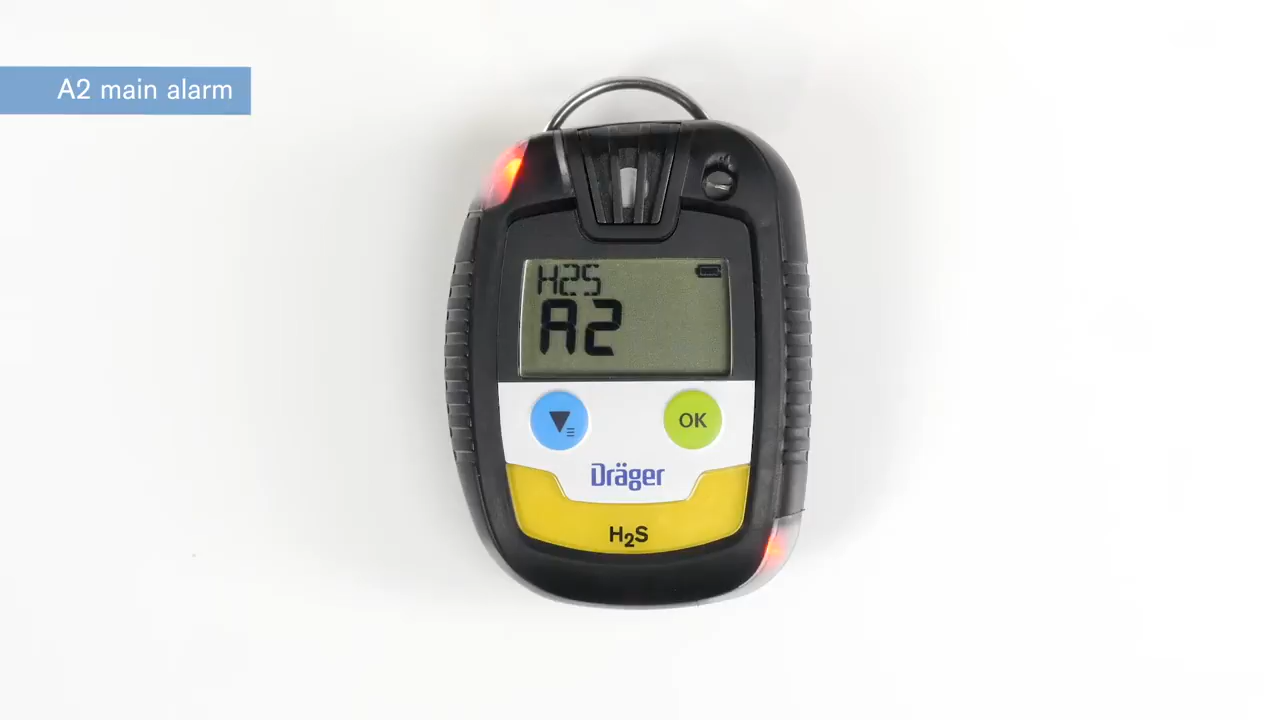 A2 main alarm
H2S
A2
OK
Dräger
H₂S